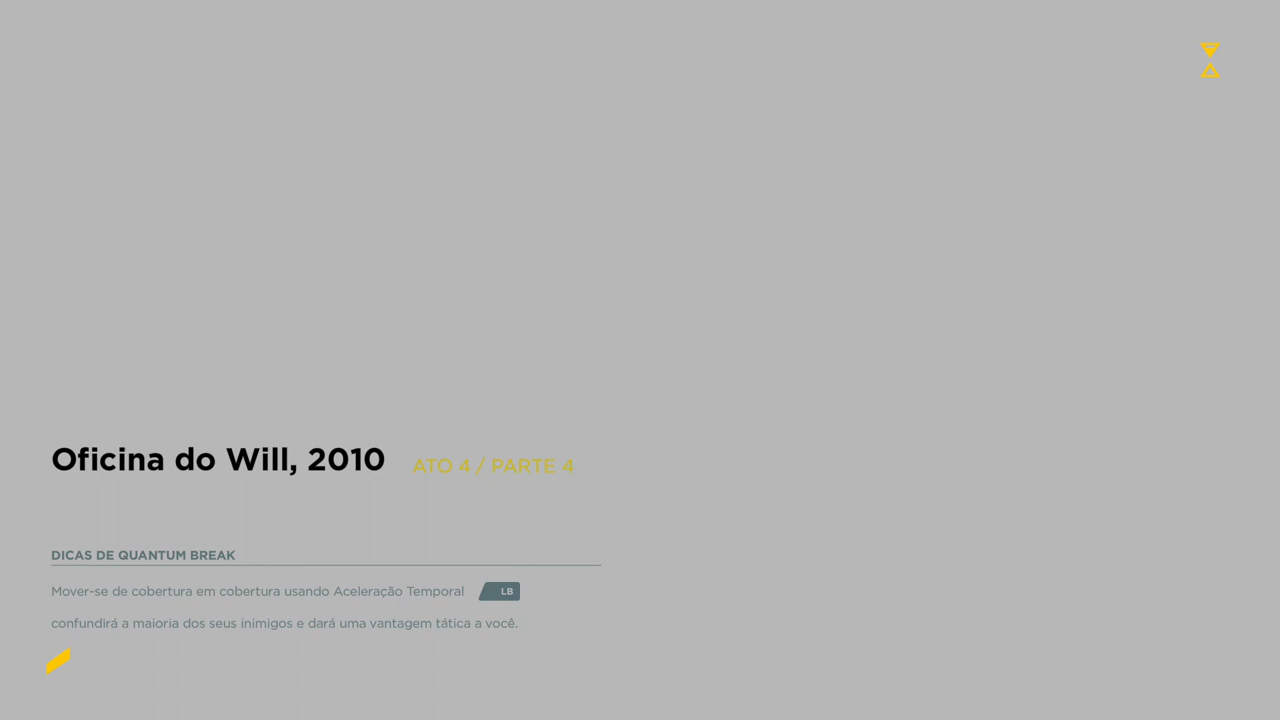 Oficina do Will, 2010 ATO 4 / PARTE 4
DICAS DE QUANTUM BREAK
Mover-se de cobertura em cobertura usando Aceleração Temporal LB
confundirá a maioria dos seus inimigos e dará uma vantagem tática a você.